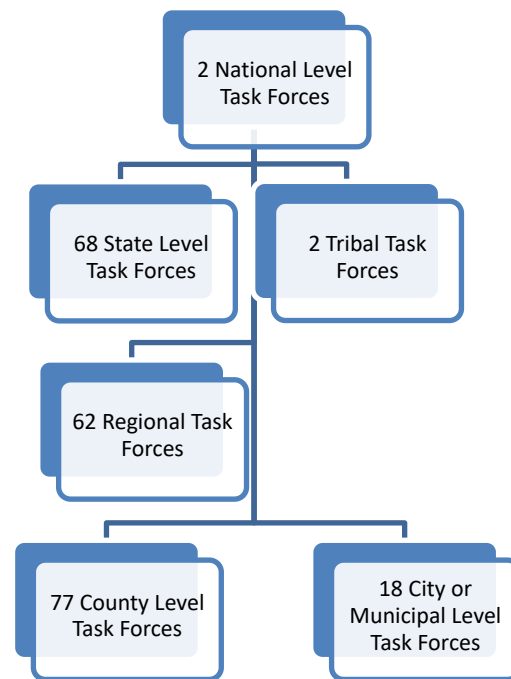 2 National Level
Task Forces
68 State Level
Task Forces
2 Tribal Task
Forces
62 Regional Task
Forces
77 County Level
Task Forces
18 City or
Municipal Level
Task Forces